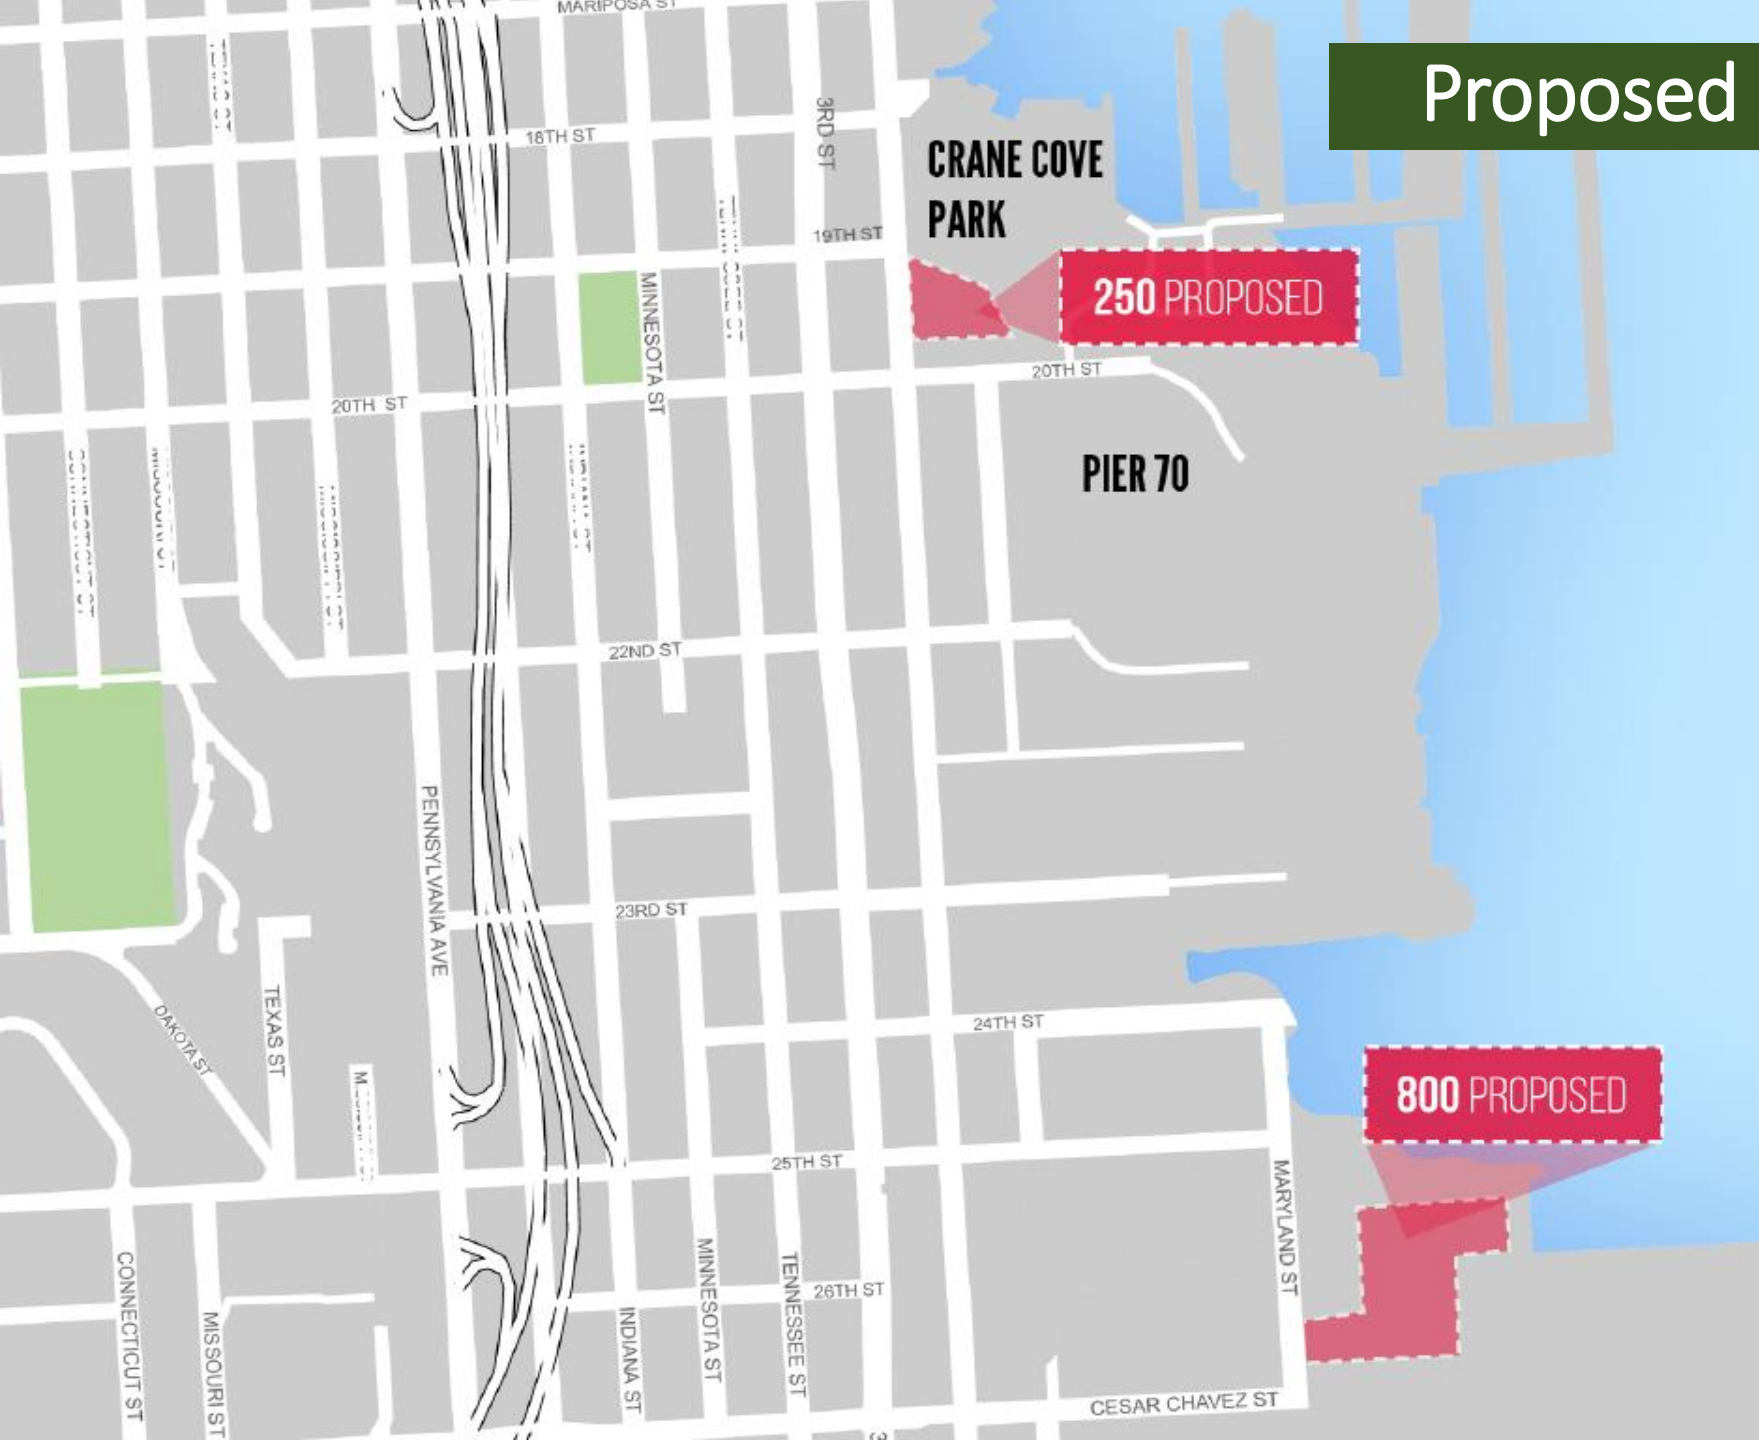 MARIPOSA ST
Proposed
3RD ST
18TH ST
CRANE COVE
PARK
19TH ST
250 PROPOSED
MINNESOTA ST
20TH ST
20TH ST
PIER 70
22ND ST
PENNSYLVANIA AVE
23RD ST
DAKOTA ST
TEXAS ST
24TH ST
800 PROPOSED
25TH ST
MARYLAND ST
CONNECTICUT ST
MISSOURI ST
INDIANA ST
MINNESOTA ST
TENNESSEE ST
26TH ST
CESAR CHAVEZ ST